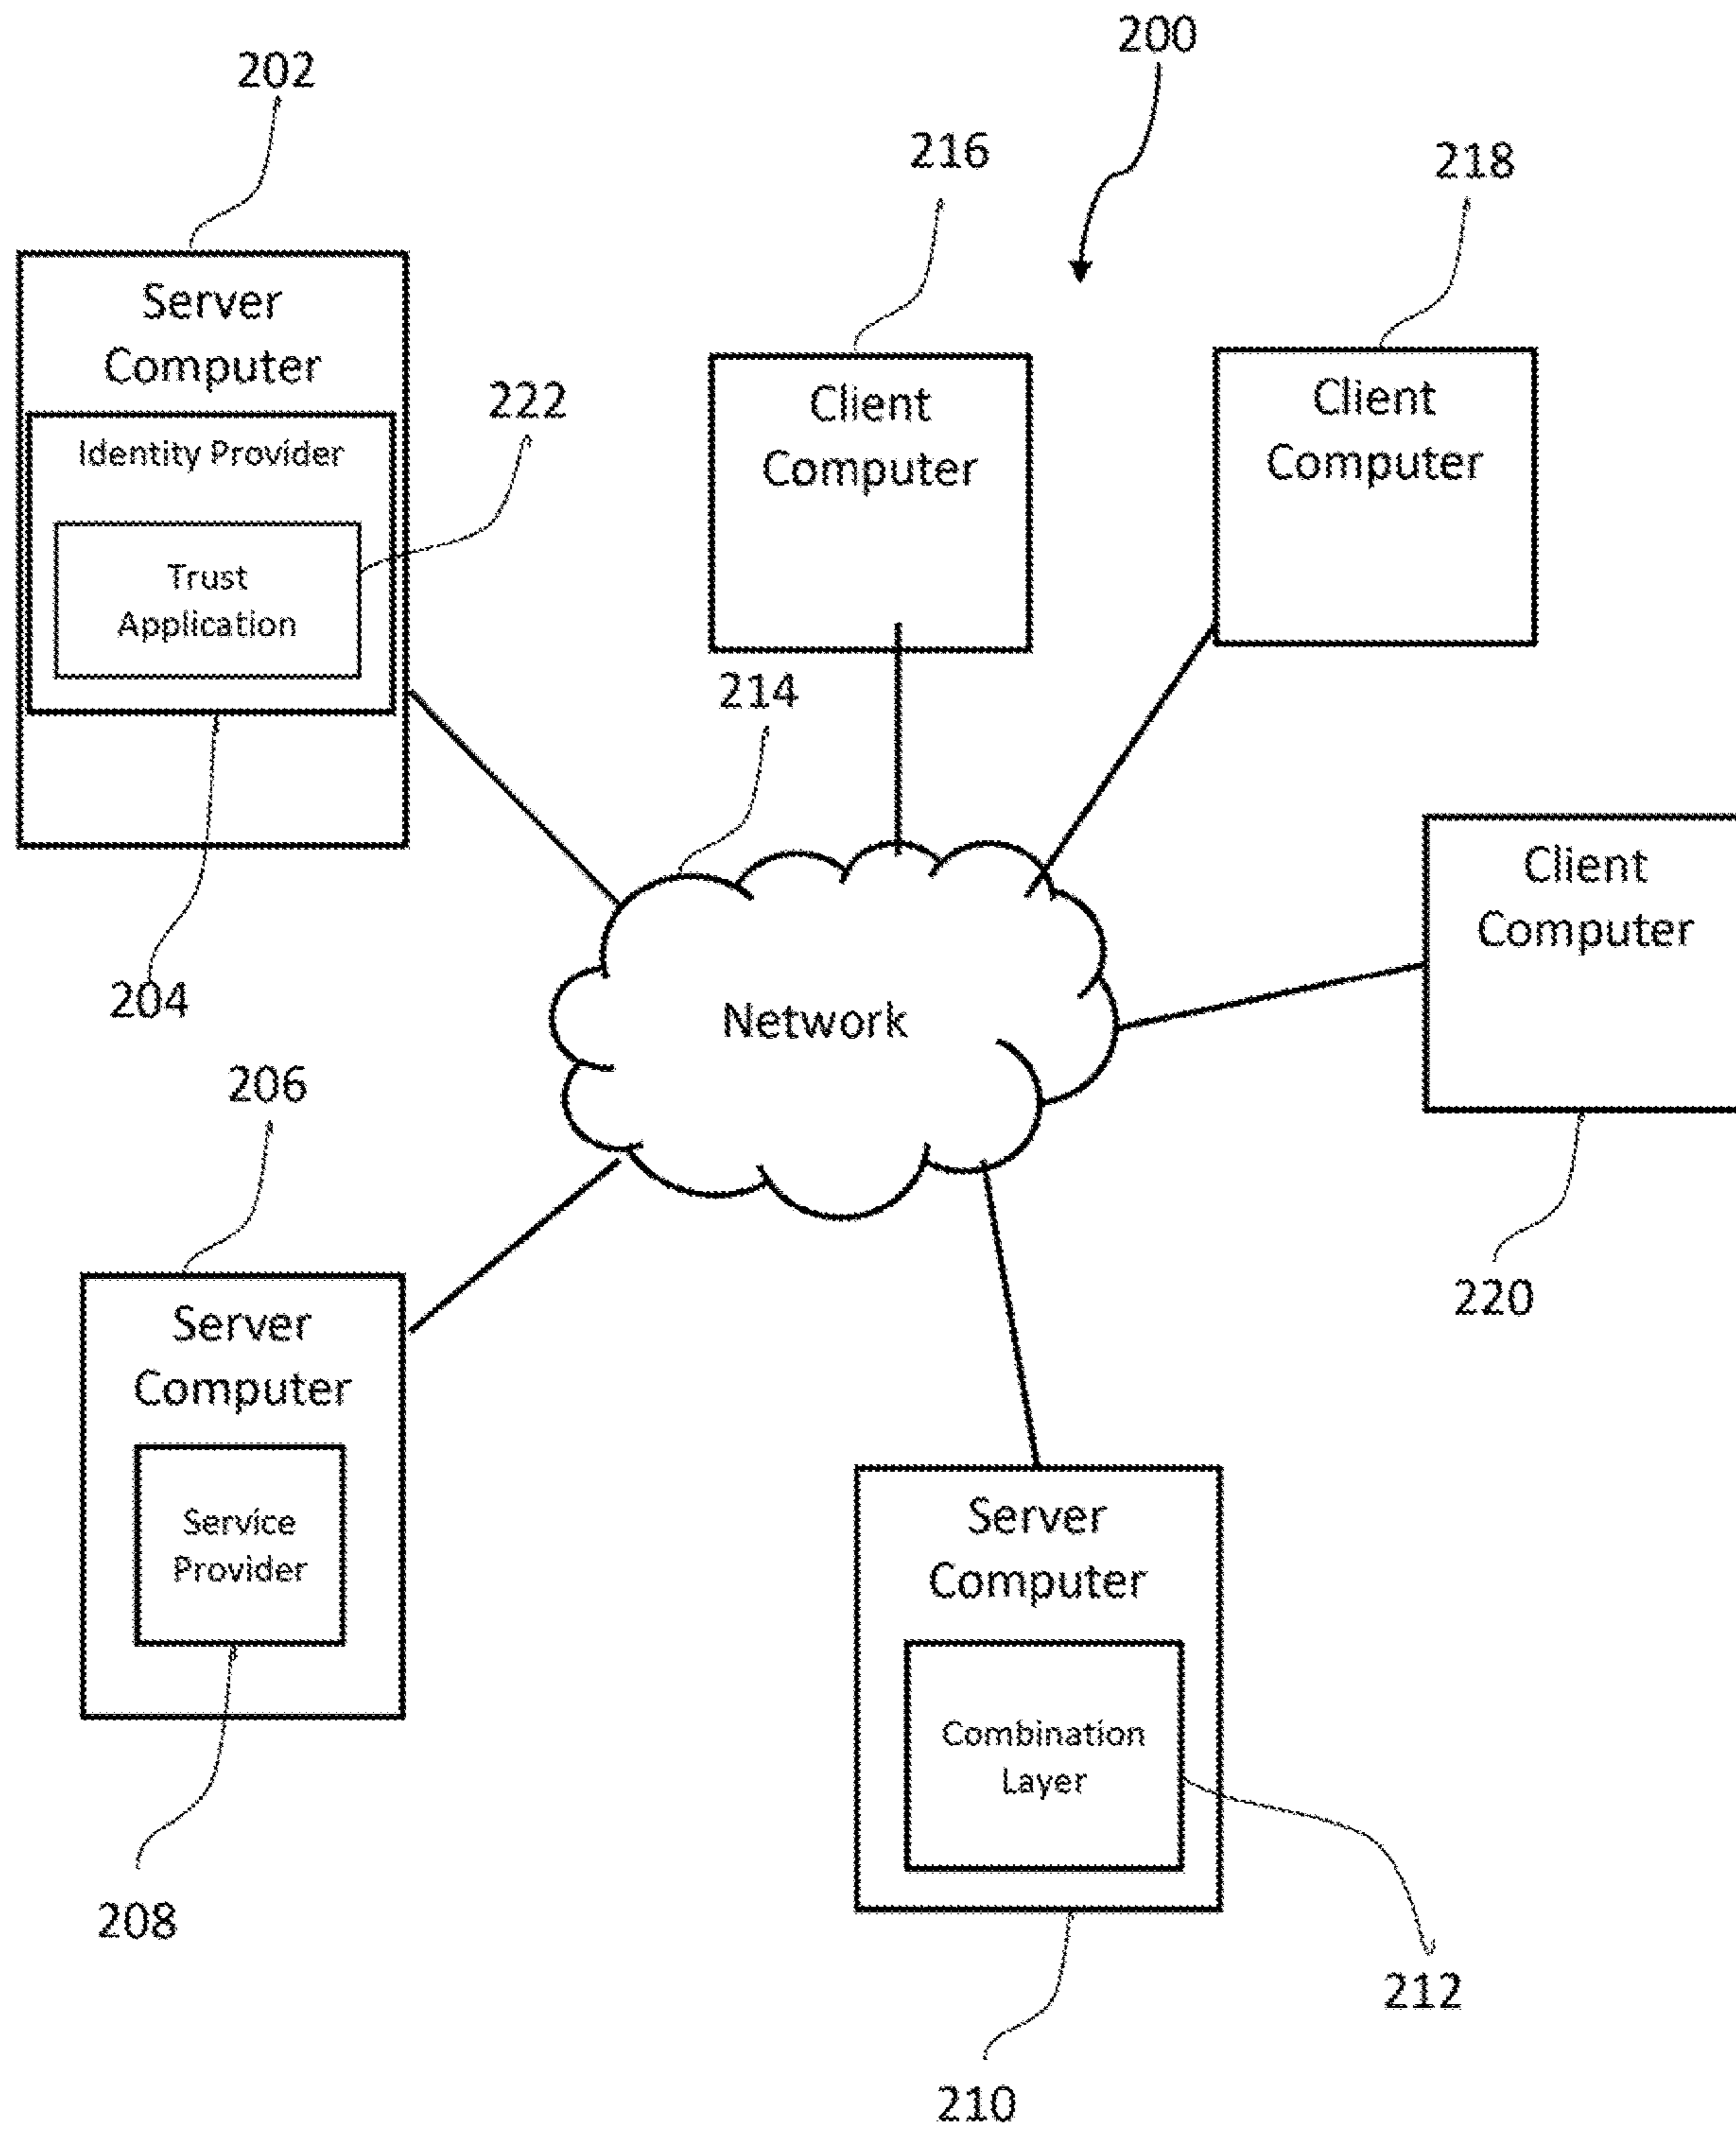 200
202
216
218
Server
Computer
222
Identity Provider
Trust
Application
Client
Computer
Client
Computer
214
204
Client
Computer
Network
206
220
Server
Computer
Service
Provider
208
Server
Computer
Combination
Layer
212
210